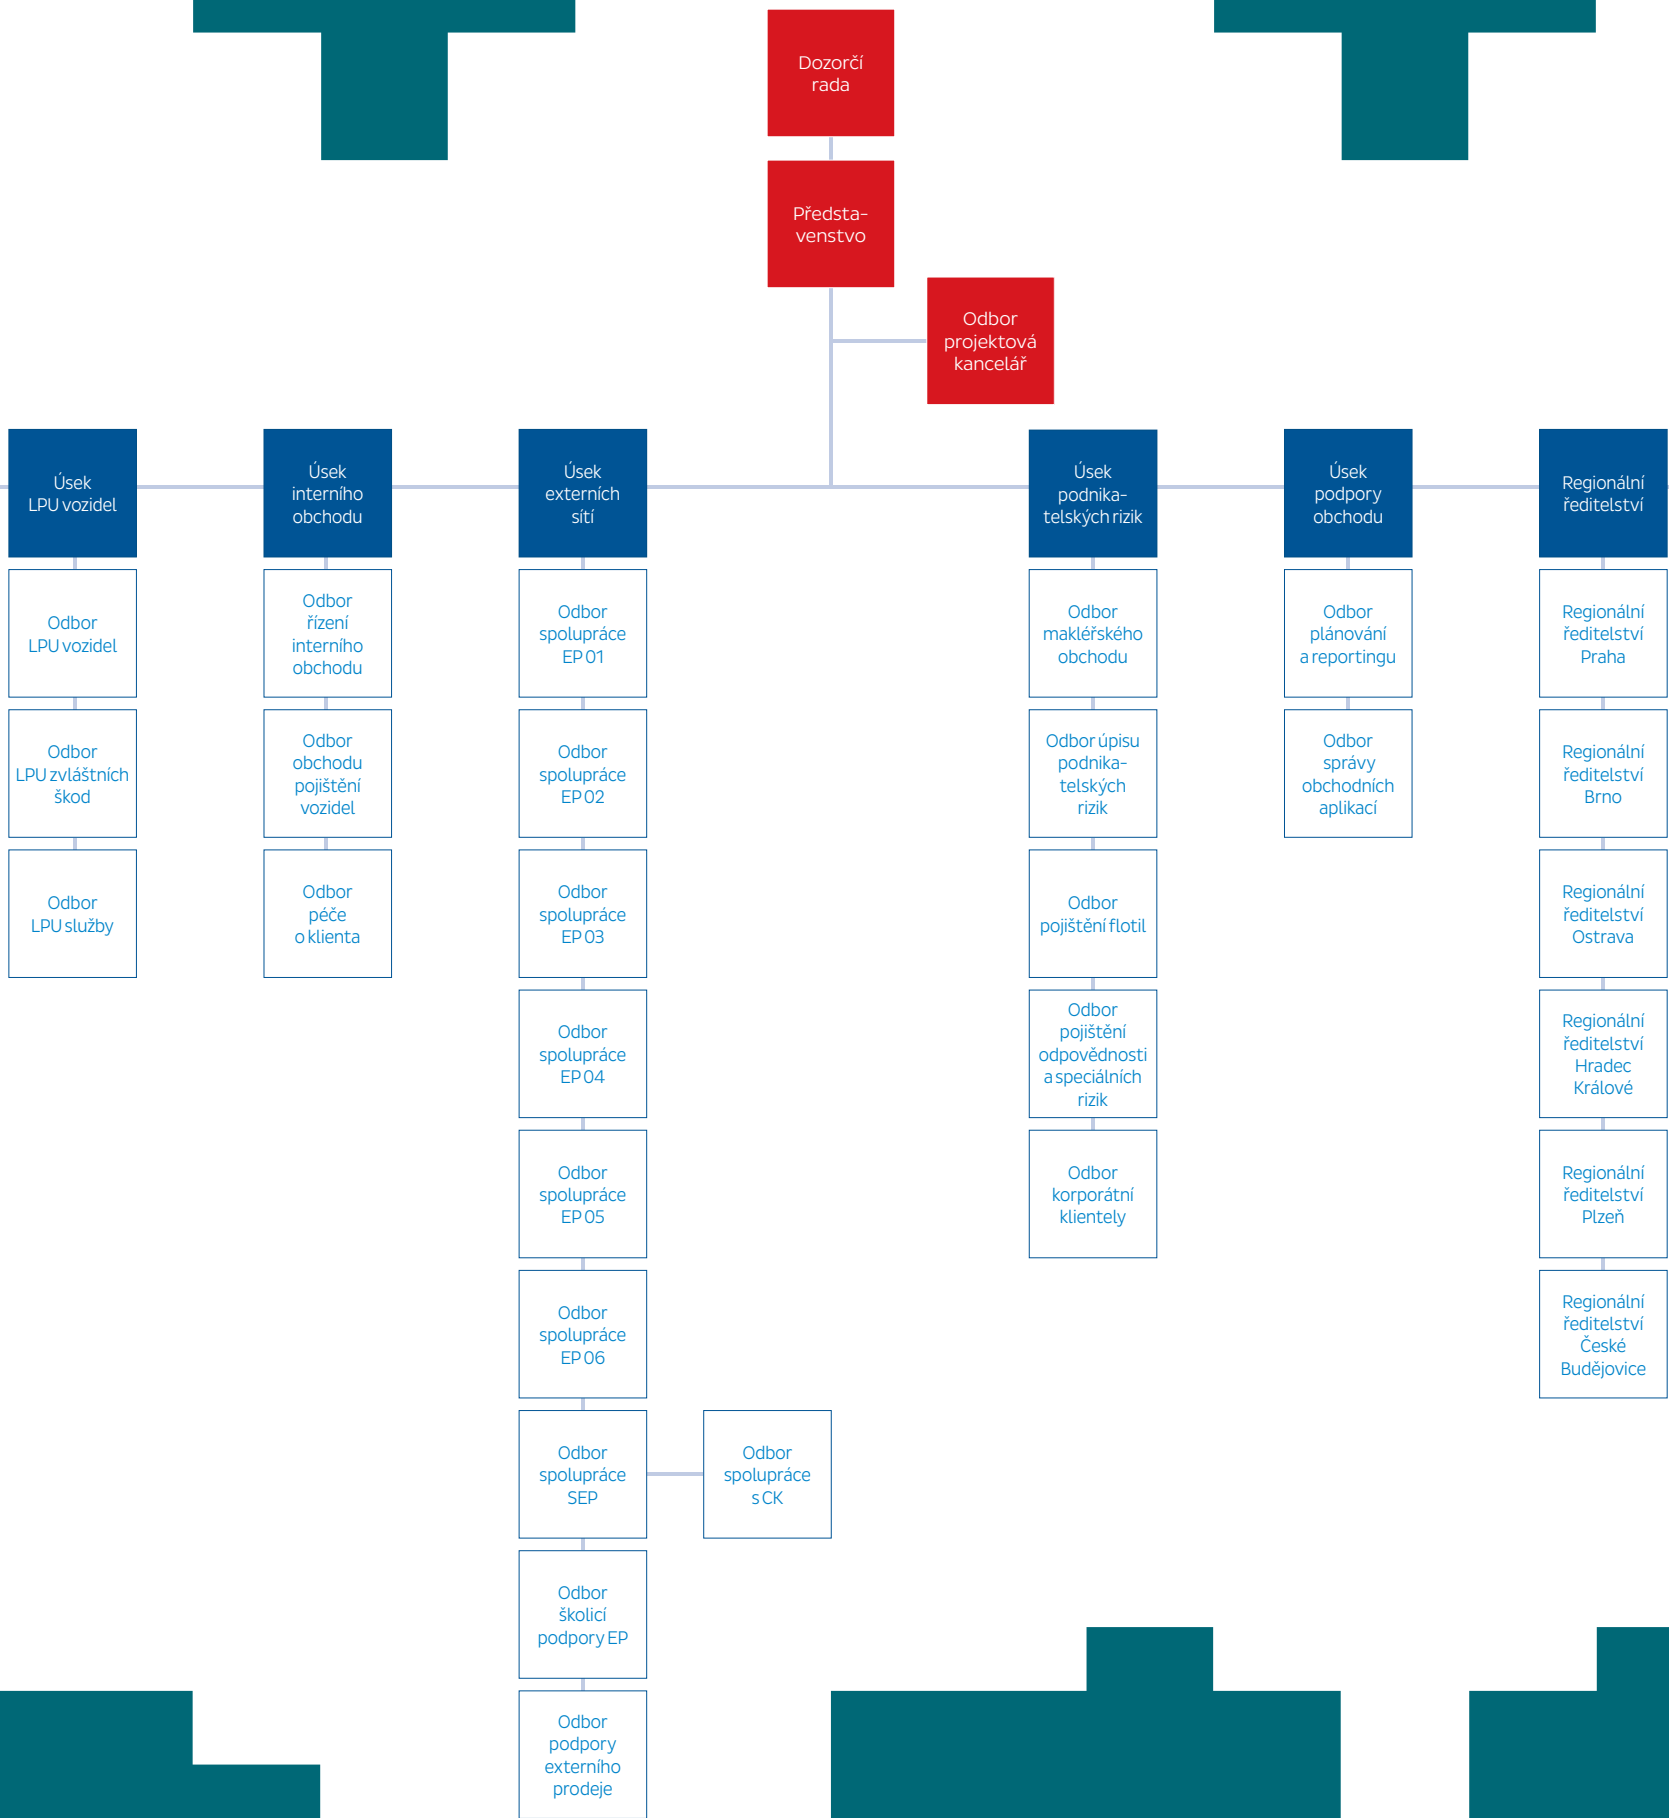 Dozorčí
rada
Předsta-
venstvo
Odbor
projektová
kancelář
Úsek
LPU vozidel
Odbor
LPU vozidel
Odbor
LPU zvláštních
škod
Odbor
LPU služby
Úsek
interního
obchodu
Odbor
řízení
interního
obchodu
Odbor
obchodu
pojištění
vozidel
Odbor
péče
o klienta
Úsek
externích
sítí
Odbor
spolupráce
EP 01
Odbor
spolupráce
EP 02
Odbor
spolupráce
EP 03
Odbor
spolupráce
EP 04
Odbor
spolupráce
EP 05
Odbor
spolupráce
EP 06
Odbor
spolupráce
SEP
Odbor
spolupráce
s CK
Odbor
školicí
podpory EP
Odbor
podpory
externího
prodeje
Úsek
podnika-
telských rizik
Odbor
makléřského
obchodu
Odbor úpisu
podnika-
telských
rizik
Odbor
pojištění flotil
Odbor
pojištění
odpovědnosti
a speciálních
rizik
Odbor
korporátní
klientely
Úsek
podpory
obchodu
Odbor
plánování
a reportingu
Odbor
správy
obchodních
aplikací
Regionální
ředitelství
Regionální
ředitelství
Praha
Regionální
ředitelství
Brno
Regionální
ředitelství
Ostrava
Regionální
ředitelství
Hradec
Králové
Regionální
ředitelství
Plzeň
Regionální
ředitelství
České
Budějovice